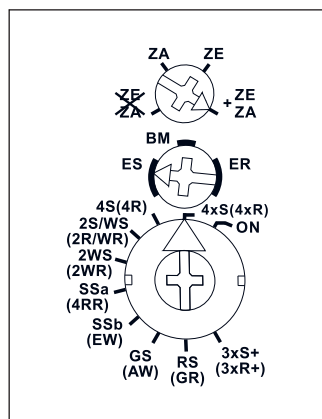 ZA ZE
ZE ZA
+ ZE ZA
BM
ES ER
4S(4R) 4xS(4xR)
2S/WS (2R/WR) ON
2WS (2WR)
SSa (4RR)
SSb (EW)
GS (AW)
RS (GR)
3xS+ (3xR+)